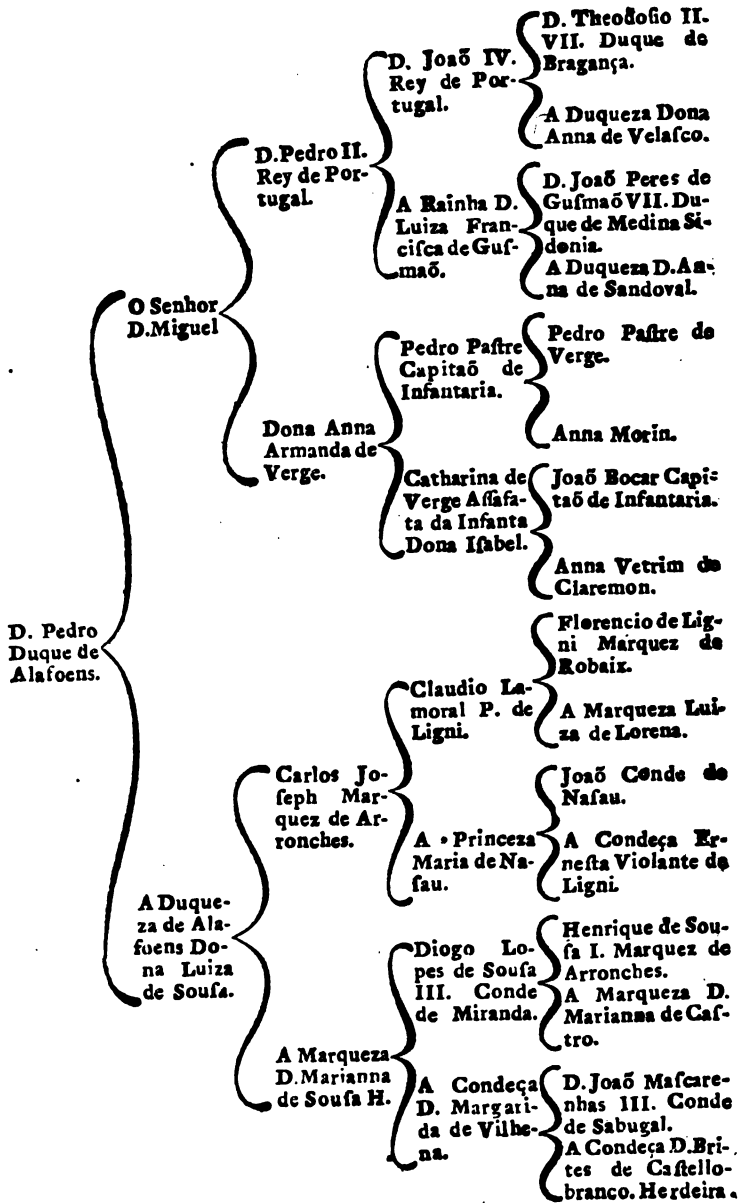 D. Pedro
Duque de
Alafoens.
O Senhor
D.Miguel
A Duque-
za de Ala-
foens Do-
na Luiza
de Souſa.
D.Pedro II.
Rey de Por-
tugal.
Dona Anna
Armanda de
Verge.
Carlos Jo-
ſeph Mar-
quez de Ar-
ronches.
A Marqueza
D.Marianna
de Souſa H.
D. Joaõ IV.
Rey de Por-
tugal.
A Rainha D.
Luiza Fran-
ciſca de Guſ-
maõ.
Pedro Paſtre
Capitaõ de
Infantaria.
Catharina de
Verge Aſſafa-
ta da Infanta
Dona Iſabel.
Claudio La-
moral P. de
Ligni.
A Princeza
Maria de Na-
ſau.
Diogo Lo-
pes de Souſa
III. Conde
de Miranda.
A Condeça
D. Margari-
da de Vilhe-
na.
D. Theodoſio II.
VII. Duque de
Bragança.
A Duqueza Dona
Anna de Velaſco.
D. Joaõ Peres de
Guſmaõ VII. Du-
que de Medina Si-
donia.
A Duqueza D. An-
na de Sandoval.
Pedro Paſtre de
Verge.
Anna Morin.
Joaõ Bocar Capi-
taõ de Infantaria.
Anna Vetrim de
Claremon.
Florencio de Lig-
ni Marquez de
Robaix.
A Marqueza Lui-
za de Lorena.
Joaõ Conde de
Naſau.
A Condeça Er-
neſta Violante de
Ligni.
Henrique de Sou-
ſa I. Marquez de
Arronches.
A Marqueza D.
Marianna de Caſ-
tro.
D. Joaõ Maſcare-
nhas III. Conde
de Sabugal.
A Condeça D.Bri-
tes de Caſtello-
branco. Herdeira.